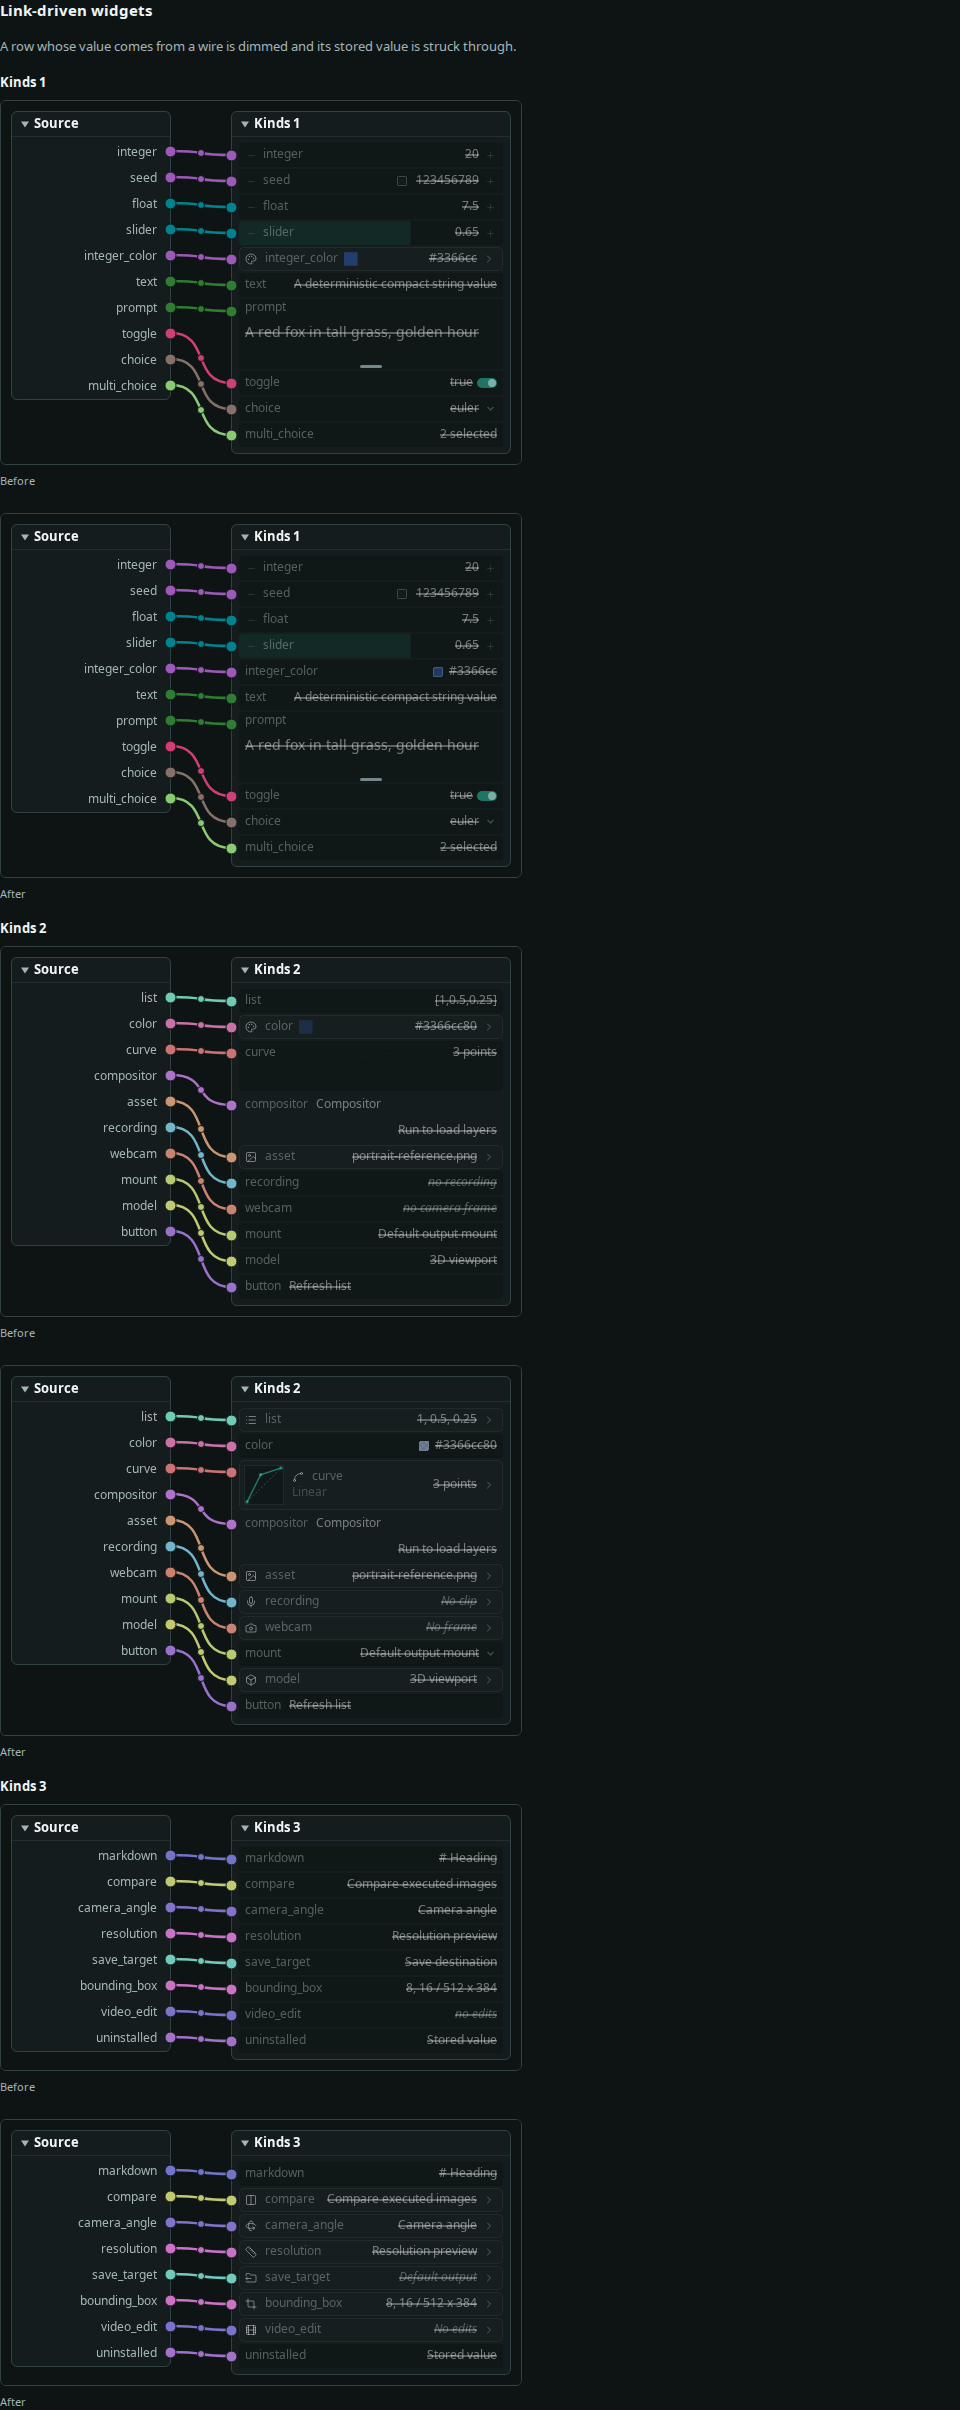 Link-driven widgets
A row whose value comes from a wire is dimmed and its stored value is struck through.
Kinds 1
Source
Kinds 1
integer
integer 20
seed
seed 123456789
float
float 7.5
slider
slider 0.65
integer_color
integer_color #3366cc
text
text A deterministic compact string value
prompt
prompt
A red fox in tall grass, golden hour
toggle
choice
multi_choice
toggle true
choice euler
multi_choice 2 selected
Before
Source
Kinds 1
integer
integer 20
seed
seed 123456789
float
float 7.5
slider
slider 0.65
integer_color
integer_color #3366cc
text
text A deterministic compact string value
prompt
prompt
A red fox in tall grass, golden hour
toggle
choice
multi_choice
toggle true
choice euler
multi_choice 2 selected
After
Kinds 2
Source
Kinds 2
list
color
curve
compositor
asset
recording
webcam
mount
model
button
list [1,0.5,0.25]
color #3366cc80
curve 3 points
compositor Compositor
Run to load layers
asset portrait-reference.png
recording no recording
webcam no camera frame
mount Default output mount
model 3D viewport
button Refresh list
Before
Source
Kinds 2
list
color
curve
compositor
asset
recording
webcam
mount
model
button
list 1, 0.5, 0.25
color #3366cc80
curve 3 points
Linear
compositor Compositor
Run to load layers
asset portrait-reference.png
recording No clip
webcam No frame
mount Default output mount
model 3D viewport
button Refresh list
After
Kinds 3
Source
Kinds 3
markdown
compare
camera_angle
resolution
save_target
bounding_box
video_edit
uninstalled
markdown # Heading
compare Compare executed images
camera_angle Camera angle
resolution Resolution preview
save_target Save destination
bounding_box 8, 16 / 512 x 384
video_edit no edits
uninstalled Stored value
Before
Source
Kinds 3
markdown
compare
camera_angle
resolution
save_target
bounding_box
video_edit
uninstalled
markdown # Heading
compare Compare executed images
camera_angle Camera angle
resolution Resolution preview
save_target Default output
bounding_box 8, 16 / 512 x 384
video_edit No edits
uninstalled Stored value
After